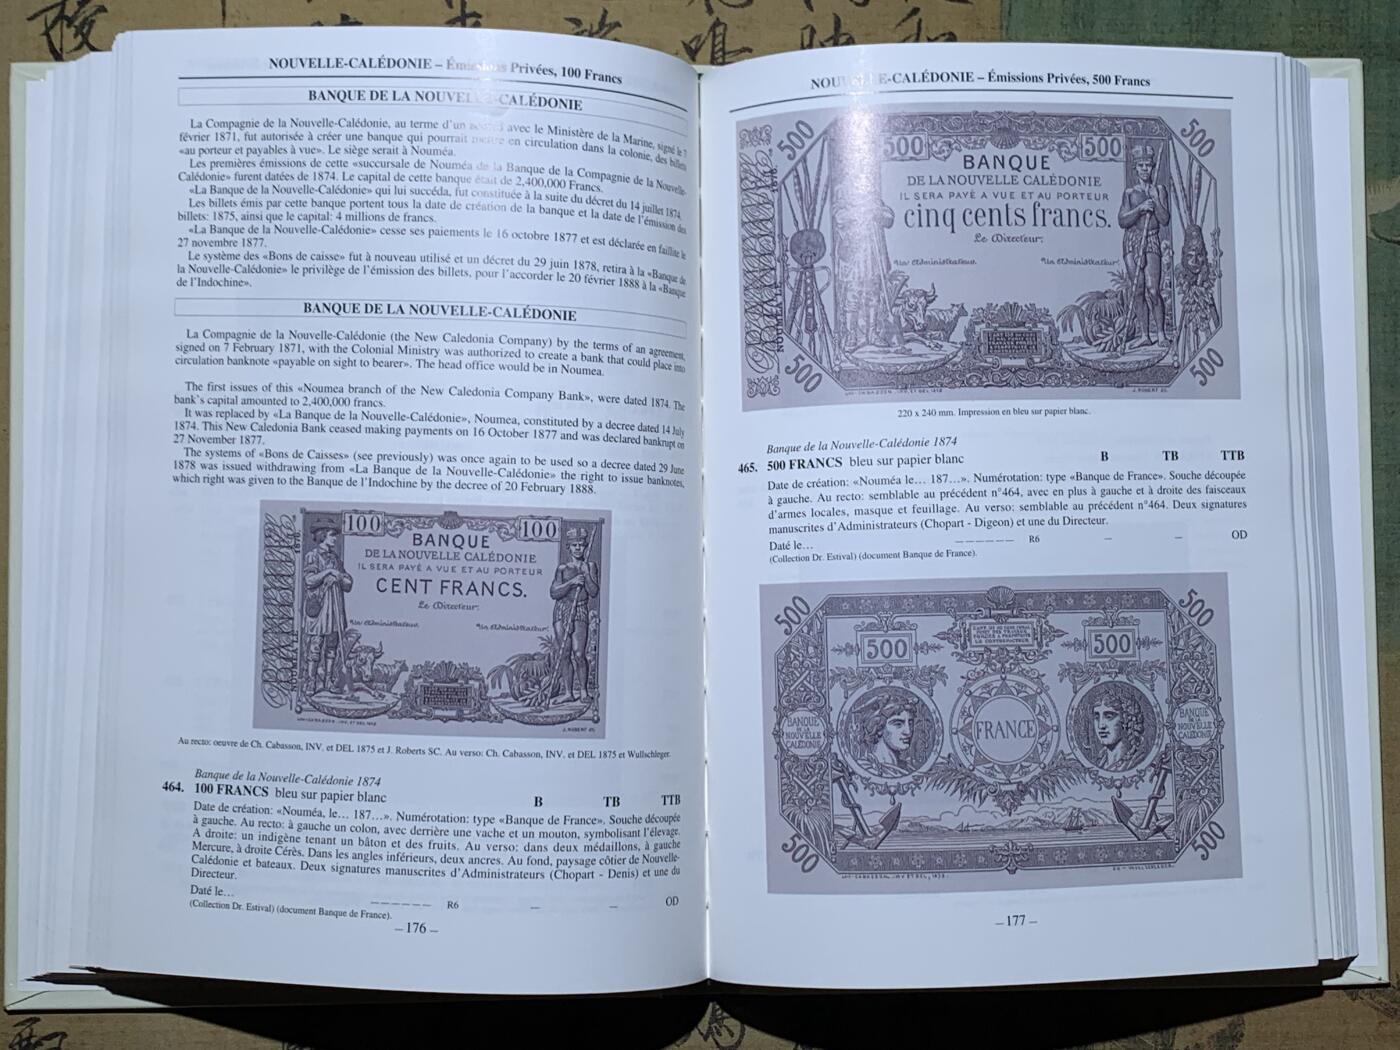 NOUVELLE-CALÉDONIE – Émissions Privées, 100 Francs
BANQUE DE LA NOUVELLE-CALÉDONIE
La Compagnie de la Nouvelle-Calédonie, au terme d'un avec le Ministère de la Marine, signé le 7
février 1871, fut autorisée à créer une banque qui pourrait mettre en circulation dans la colonie, des billets
«au porteur et payables à vue». Le siège serait à Nouméa.
Les premières émissions de cette «succursale de Nouméa de la Banque de la Compagnie de la Nouvelle-
Calédonie» furent datées de 1874. Le capital de cette banque était de 2,400,000 Francs.
«La Banque de la Nouvelle-Calédonie» qui lui succéda, fut constituée à la suite du décret du 14 juillet 1874.
Les billets émis par cette banque portent tous la date de création de la banque et la date de l'émission des
billets: 1875, ainsi que le capital: 4 millions de francs.
«La Banque de la Nouvelle-Calédonie» cesse ses paiements le 16 octobre 1877 et est déclarée en faillite le
27 novembre 1877.
Le système des «Bons de caisse» fut à nouveau utilisé et un décret du 29 juin 1878, retira à la «Banque de
la Nouvelle-Calédonie» le privilège de l'émission des billets, pour l'accorder le 20 février 1888 à la «Banque
de l'Indochine».
BANQUE DE LA NOUVELLE-CALÉDONIE
La Compagnie de la Nouvelle-Calédonie (the New Caledonia Company) by the terms of an agreement,
signed on 7 February 1871, with the Colonial Ministry was authorized to create a bank that could place into
circulation banknote «payable on sight to bearer». The head office would be in Noumea.
The first issues of this «Noumea branch of the New Caledonia Company Bank», were dated 1874. The
bank's capital amounted to 2,400,000 francs.
It was replaced by «La Banque de la Nouvelle-Calédonie», Noumea, constituted by a decree dated 14 July
1874. This New Caledonia Bank ceased making payments on 16 October 1877 and was declared bankrupt on
27 November 1877.
The systems of «Bons de Caisses» (see previously) was once again to be used so a decree dated 29 June
1878 was issued withdrawing from «La Banque de la Nouvelle-Calédonie» the right to issue banknotes,
which right was given to the Banque de l'Indochine by the decree of 20 February 1888.
100 100
BANQUE
DE LA NOUVELLE CALÉDONIE
IL SERA PAYÉ A VUE ET AU PORTEUR
CENT FRANCS.
Le Directeur:
Un Administrateur. Un Administrateur.
J. ROBERT SC.
Au recto: oeuvre de Ch. Cabasson, INV. et DEL 1875 et J. Roberts SC. Au verso: Ch. Cabasson, INV. et DEL 1875 et Wullschleger.
Banque de la Nouvelle-Calédonie 1874
464. 100 FRANCS bleu sur papier blanc B TB TTB
Date de création: «Nouméa, le... 187...». Numérotation: type «Banque de France». Souche découpée
à gauche. Au recto: à gauche un colon, avec derrière une vache et un mouton, symbolisant l'élevage.
A droite: un indigène tenant un bâton et des fruits. Au verso: dans deux médaillons, à gauche
Mercure, à droite Cérès. Dans les angles inférieurs, deux ancres. Au fond, paysage côtier de Nouvelle-
Calédonie et bateaux. Deux signatures manuscrites d'Administrateurs (Chopart - Denis) et une du
Directeur.
Daté le...
– – – – – – R6 – – OD
(Collection Dr. Estival) (document Banque de France).
– 176 –
NOUVELLE-CALÉDONIE – Émissions Privées, 500 Francs
500 500
500 500
BANQUE
DE LA NOUVELLE CALÉDONIE
IL SERA PAYÉ A VUE ET AU PORTEUR
cinq cents francs.
Le Directeur:
Un Administrateur. Un Administrateur.
500 500
J. ROBERT SC.
220 x 240 mm. Impression en bleu sur papier blanc.
Banque de la Nouvelle-Calédonie 1874
465. 500 FRANCS bleu sur papier blanc B TB TTB
Date de création: «Nouméa le... 187...». Numérotation: type «Banque de France». Souche découpée
à gauche. Au recto: semblable au précédent n°464, avec en plus à gauche et à droite des faisceaux
d'armes locales, masque et feuillage. Au verso: semblable au précédent n°464. Deux signatures
manuscrites d'Administrateurs (Chopart - Digeon) et une du Directeur.
Daté le... – – – – – – R6 – – OD
(Collection Dr. Estival) (document Banque de France).
500 500
500 500
BANQUE DE LA NOUVELLE CALÉDONIE
FRANCE
BANQUE DE LA NOUVELLE CALÉDONIE
500 500
– 177 –